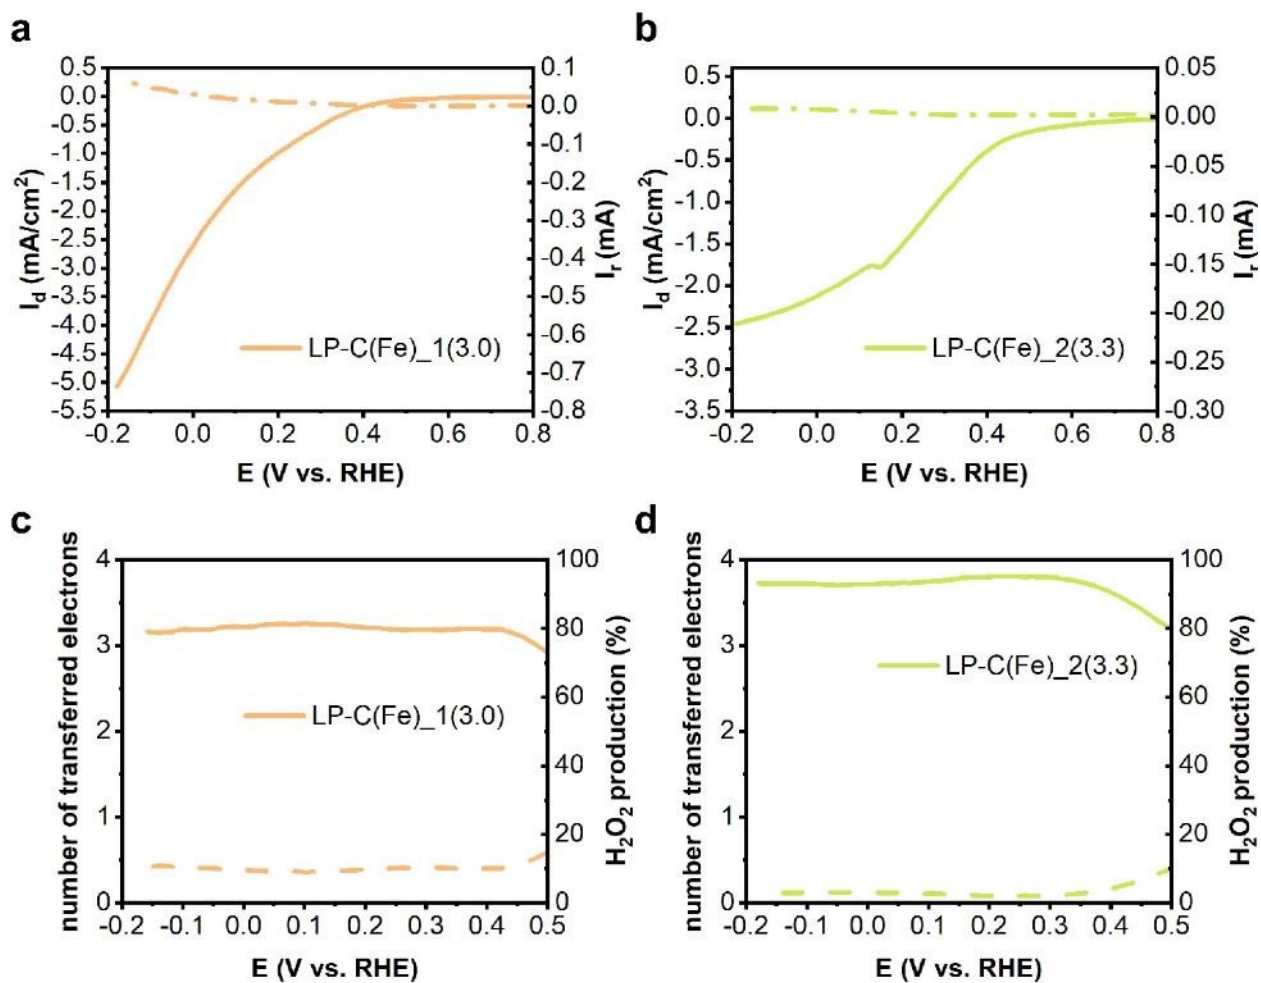 a
0.5
0.0
-0.5
-1.0
-1.5
-2.0
-2.5
-3.0
-3.5
-4.0
-4.5
-5.0
-5.5
I_d (mA/cm²)
0.1
0.0
-0.1
-0.2
-0.3
-0.4
-0.5
-0.6
-0.7
-0.8
I_r (mA)
LP-C(Fe)_1(3.0)
-0.2 0.0 0.2 0.4 0.6 0.8
E (V vs. RHE)
b
0.5
0.0
-0.5
-1.0
-1.5
-2.0
-2.5
-3.0
-3.5
I_d (mA/cm²)
0.05
0.00
-0.05
-0.10
-0.15
-0.20
-0.25
-0.30
I_r (mA)
LP-C(Fe)_2(3.3)
-0.2 0.0 0.2 0.4 0.6 0.8
E (V vs. RHE)
c
4
3
2
1
0
number of transferred electrons
100
80
60
40
20
0
H₂O₂ production (%)
LP-C(Fe)_1(3.0)
-0.2 -0.1 0.0 0.1 0.2 0.3 0.4 0.5
E (V vs. RHE)
d
4
3
2
1
0
number of transferred electrons
100
80
60
40
20
0
H₂O₂ production (%)
LP-C(Fe)_2(3.3)
-0.2 -0.1 0.0 0.1 0.2 0.3 0.4 0.5
E (V vs. RHE)